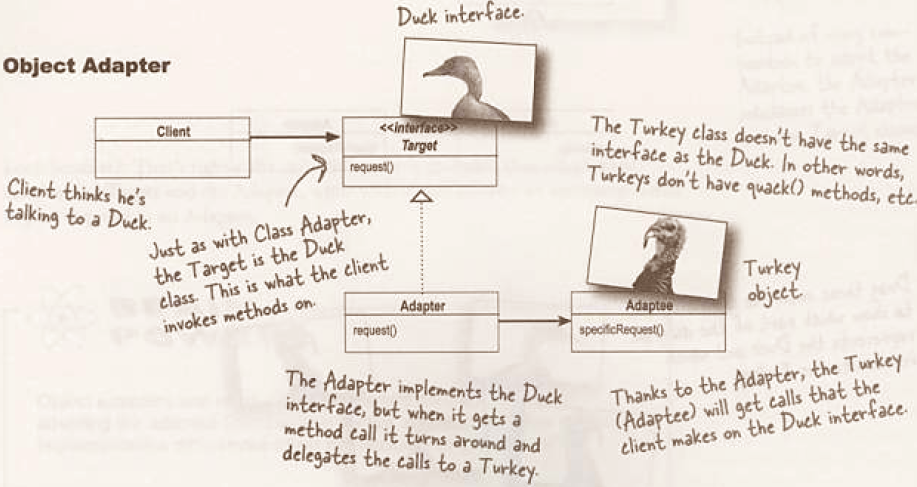 Duck interface.
Object Adapter
Client
<<interface>>
Target
request()
Client thinks he's
talking to a Duck.
Just as with Class Adapter,
the Target is the Duck
class. This is what the client
invokes methods on.
The Turkey class doesn't have the same
interface as the Duck. In other words,
Turkeys don't have quack() methods, etc.
Turkey
object.
Adapter
request()
Adaptee
specificRequest()
The Adapter implements the Duck
interface, but when it gets a
method call it turns around and
delegates the calls to a Turkey.
Thanks to the Adapter, the Turkey
(Adaptee) will get calls that the
client makes on the Duck interface.